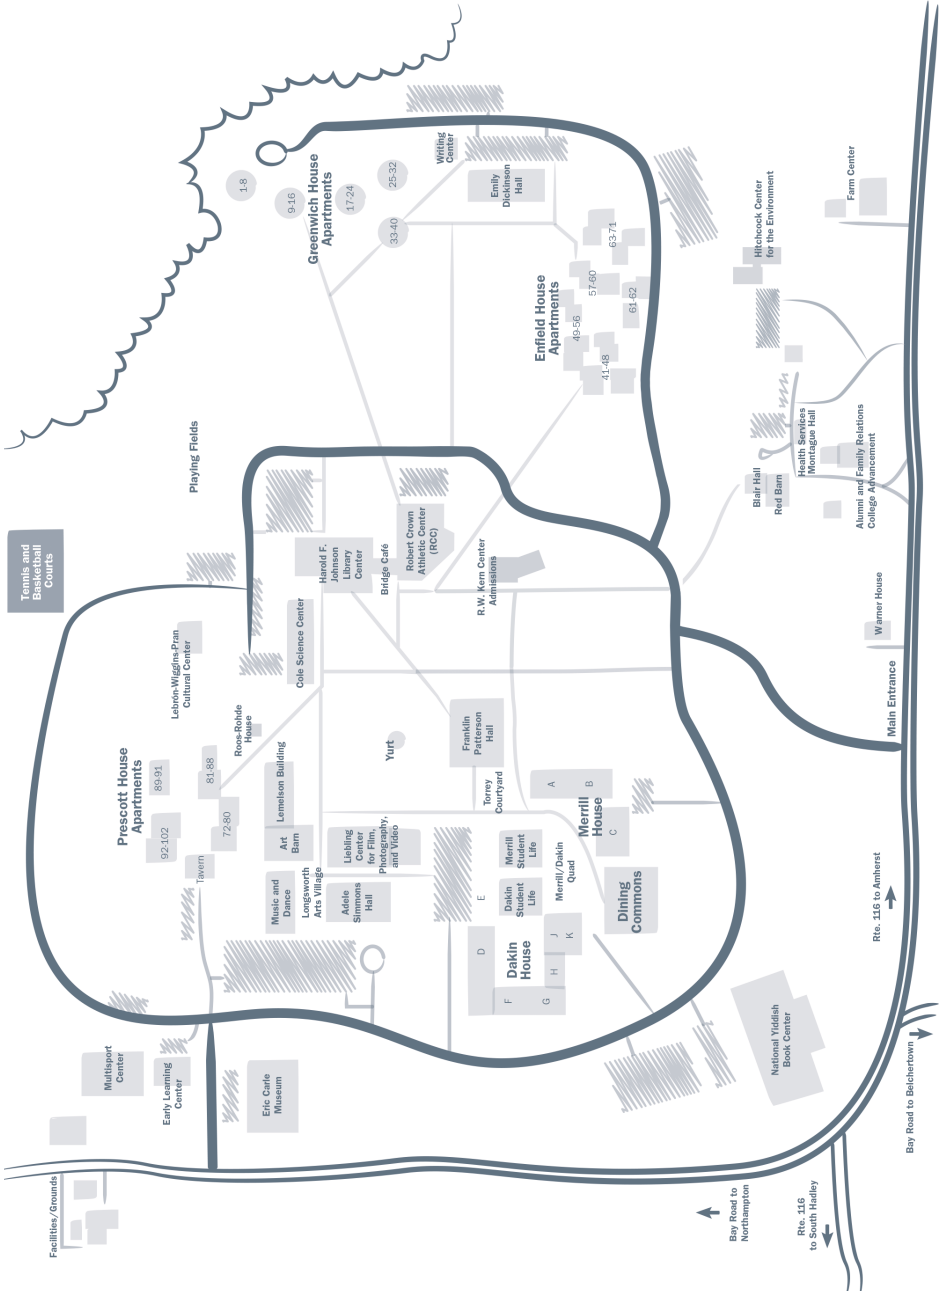 Tennis and
Basketball
Courts
Playing Fields
1-8
9-16
17-24
25-32
33-40
Greenwich House
Apartments
Writing
Center
Emily
Dickinson
Hall
Enfield House
Apartments
63-71
57-60
61-62
49-56
41-48
Hitchcock Center
for the Environment
Farm Center
Health Services
Montague Hall
Blair Hall
Red Barn
Alumni and Family Relations
College Advancement
Warner House
Main Entrance
Harold F.
Johnson
Library
Center
Bridge Café
Robert Crown
Athletic Center
(RCC)
R.W. Kern Center
Admissions
Cole Science Center
Lebrón-Wiggins-Pran
Cultural Center
Roos-Rohde
House
Prescott House
Apartments
89-91
81-88
92-102
72-80
Tavern
Lemelson Building
Art
Barn
Yurt
Franklin
Patterson
Hall
Torrey
Courtyard
Liebling
Center
for Film,
Photography,
and Video
Longsworth
Arts Village
Music and
Dance
Adele
Simmons
Hall
Merrill
House
A
B
C
Merrill
Student
Life
Dakin
Student
Life
Merrill/Dakin
Quad
Dining
Commons
Dakin
House
D
E
F
G
H
J
K
National Yiddish
Book Center
Multisport
Center
Early Learning
Center
Eric Carle
Museum
Facilities/Grounds
Rte. 116 to Amherst
Bay Road to Belchertown
Bay Road to
Northampton
Rte. 116
to South Hadley